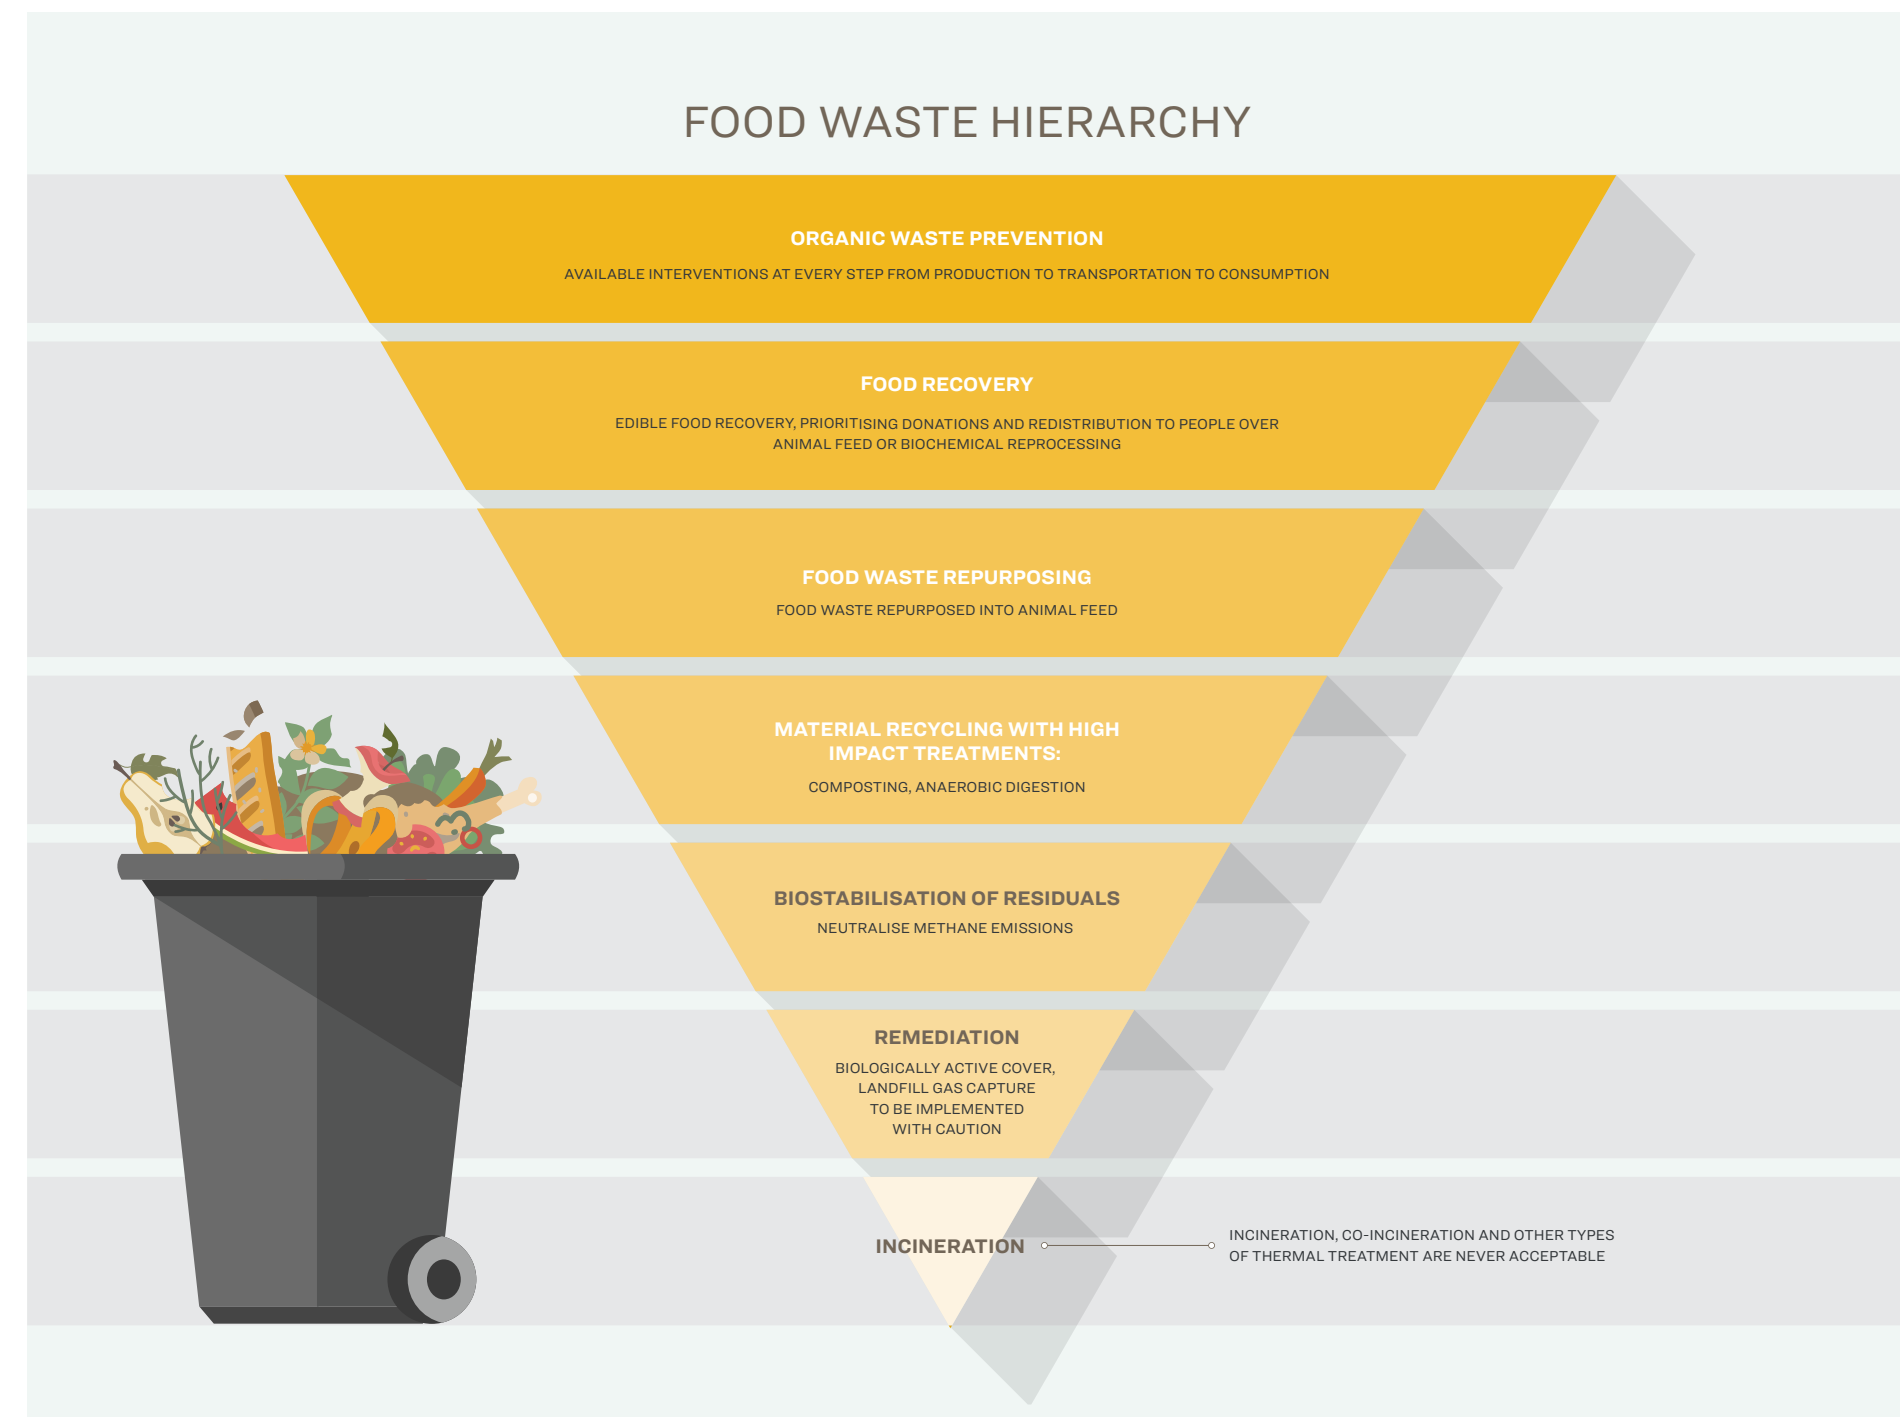 FOOD WASTE HIERARCHY
ORGANIC WASTE PREVENTION
AVAILABLE INTERVENTIONS AT EVERY STEP FROM PRODUCTION TO TRANSPORTATION TO CONSUMPTION
FOOD RECOVERY
EDIBLE FOOD RECOVERY, PRIORITISING DONATIONS AND REDISTRIBUTION TO PEOPLE OVER
ANIMAL FEED OR BIOCHEMICAL REPROCESSING
FOOD WASTE REPURPOSING
FOOD WASTE REPURPOSED INTO ANIMAL FEED
MATERIAL RECYCLING WITH HIGH
IMPACT TREATMENTS:
COMPOSTING, ANAEROBIC DIGESTION
BIOSTABILISATION OF RESIDUALS
NEUTRALISE METHANE EMISSIONS
REMEDIATION
BIOLOGICALLY ACTIVE COVER,
LANDFILL GAS CAPTURE
TO BE IMPLEMENTED
WITH CAUTION
INCINERATION
INCINERATION, CO-INCINERATION AND OTHER TYPES
OF THERMAL TREATMENT ARE NEVER ACCEPTABLE